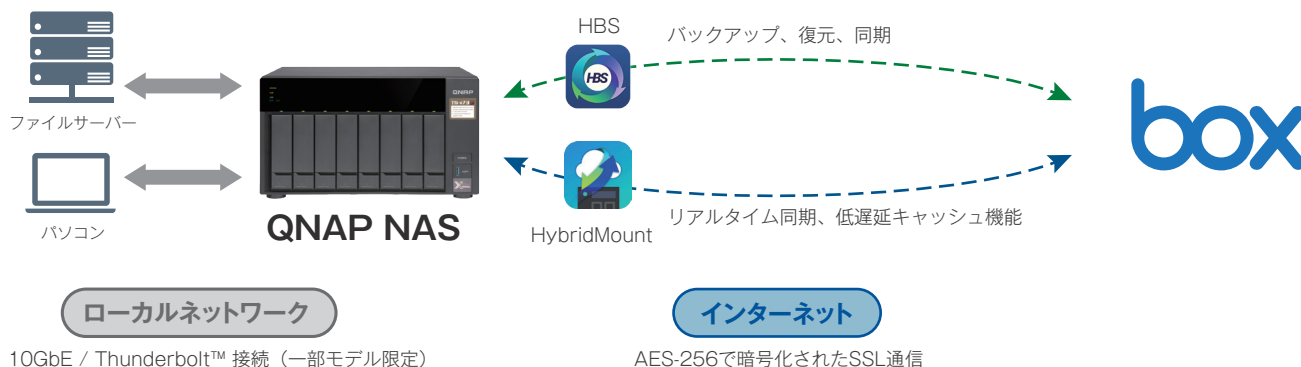 HBS
バックアップ、復元、同期
HBS
QNAP
ファイルサーバー
box
パソコン
QNAP NAS
HybridMount
リアルタイム同期、低遅延キャッシュ機能
ローカルネットワーク
インターネット
10GbE / Thunderbolt™ 接続（一部モデル限定）
AES-256で暗号化されたSSL通信